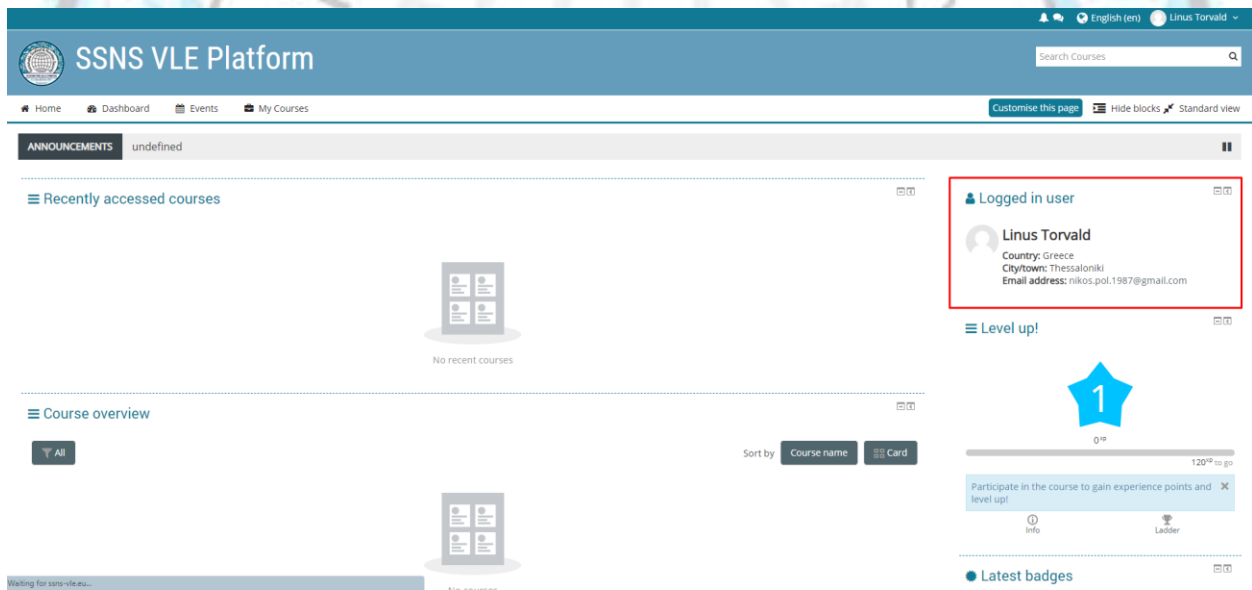 English (en) Linus Torvald
SSNS VLE Platform
Search Courses
Home Dashboard Events My Courses
Customise this page Hide blocks Standard view
ANNOUNCEMENTS undefined
Recently accessed courses
No recent courses
Course overview
All
Sort by Course name Card
No courses
Logged in user
Linus Torvald
Country: Greece
City/town: Thessaloniki
Email address: nikos.pol.1987@gmail.com
Level up!
1
0xp
120xp to go
Participate in the course to gain experience points and
level up!
Info Ladder
Latest badges
Waiting for ssns-vle.eu...